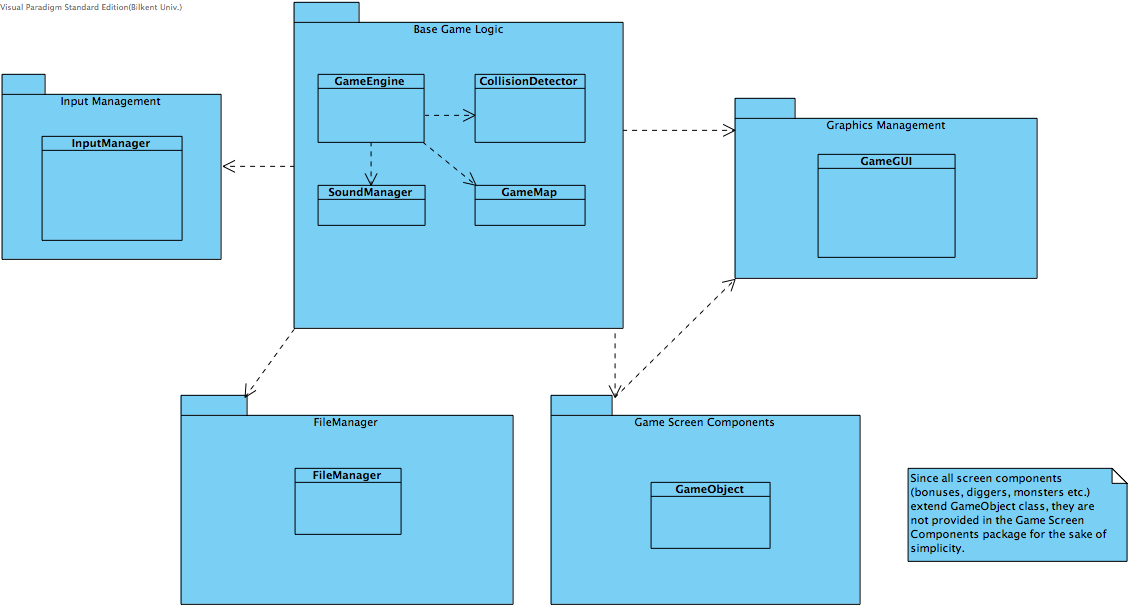 Visual Paradigm Standard Edition(Bilkent Univ.)
Base Game Logic
GameEngine
CollisionDetector
SoundManager
GameMap
Input Management
InputManager
Graphics Management
GameGUI
FileManager
FileManager
Game Screen Components
GameObject
Since all screen components
(bonuses, diggers, monsters etc.)
extend GameObject class, they are
not provided in the Game Screen
Components package for the sake of
simplicity.